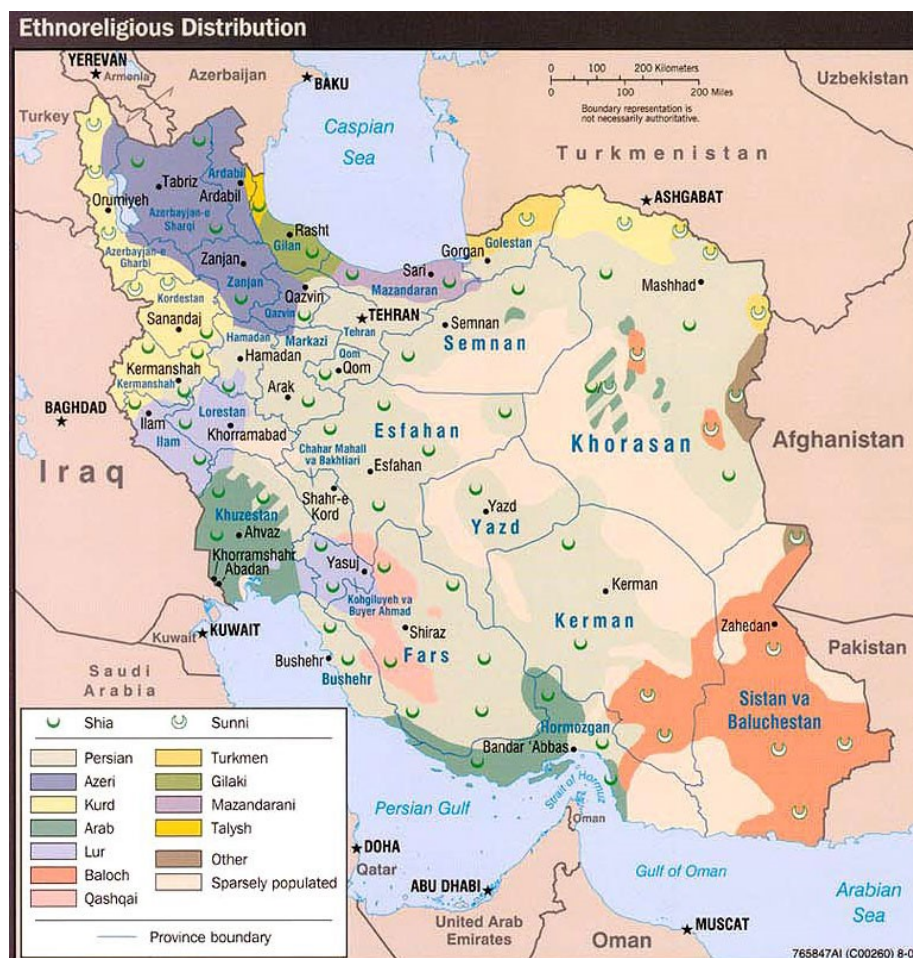 Ethnoreligious Distribution
YEREVAN
Armenia
Azerbaijan
BAKU
0 100 200 Kilometers
0 100 200 Miles
Boundary representation is
not necessarily authoritative.
Uzbekistan
Turkey
Caspian
Sea
Turkmenistan
ASHGABAT
Ardabil
Ardabil
Tabriz
Orumiyeh
Azerbayjan-e
Sharqi
Rasht
Gilan
Golestan
Gorgan
Azerbayjan-e
Gharbi
Zanjan
Zanjan
Sari
Mazandaran
Mashhad
Kordestan
Qazvin
Qazvin
TEHRAN
Tehran
Sanandaj
Semnan
Semnan
Hamadan
Markazi
Hamadan
Qom
Qom
Kermanshah
Kermanshah
Arak
BAGHDAD
Ilam
Ilam
Lorestan
Khorramabad
Esfahan
Esfahan
Khorasan
Afghanistan
Iraq
Chahar Mahall
va Bakhtiari
Shahr-e
Kord
Yazd
Yazd
Khuzestan
Ahvaz
Khorramshahr
Abadan
Yasuj
Kohgiluyeh va
Buyer Ahmad
Kerman
Kerman
Zahedan
Kuwait
KUWAIT
Shiraz
Fars
Pakistan
Saudi
Arabia
Bushehr
Bushehr
Sistan va
Baluchestan
Hormozgan
Bandar 'Abbas
Strait of Hormuz
Oman
Persian Gulf
DOHA
Qatar
ABU DHABI
United Arab
Emirates
Gulf of Oman
MUSCAT
Oman
Arabian
Sea
Shia
Sunni
Persian
Turkmen
Azeri
Gilaki
Kurd
Mazandarani
Arab
Talysh
Lur
Other
Baloch
Sparsely populated
Qashqai
Province boundary
765847AI (C00260) 8-0